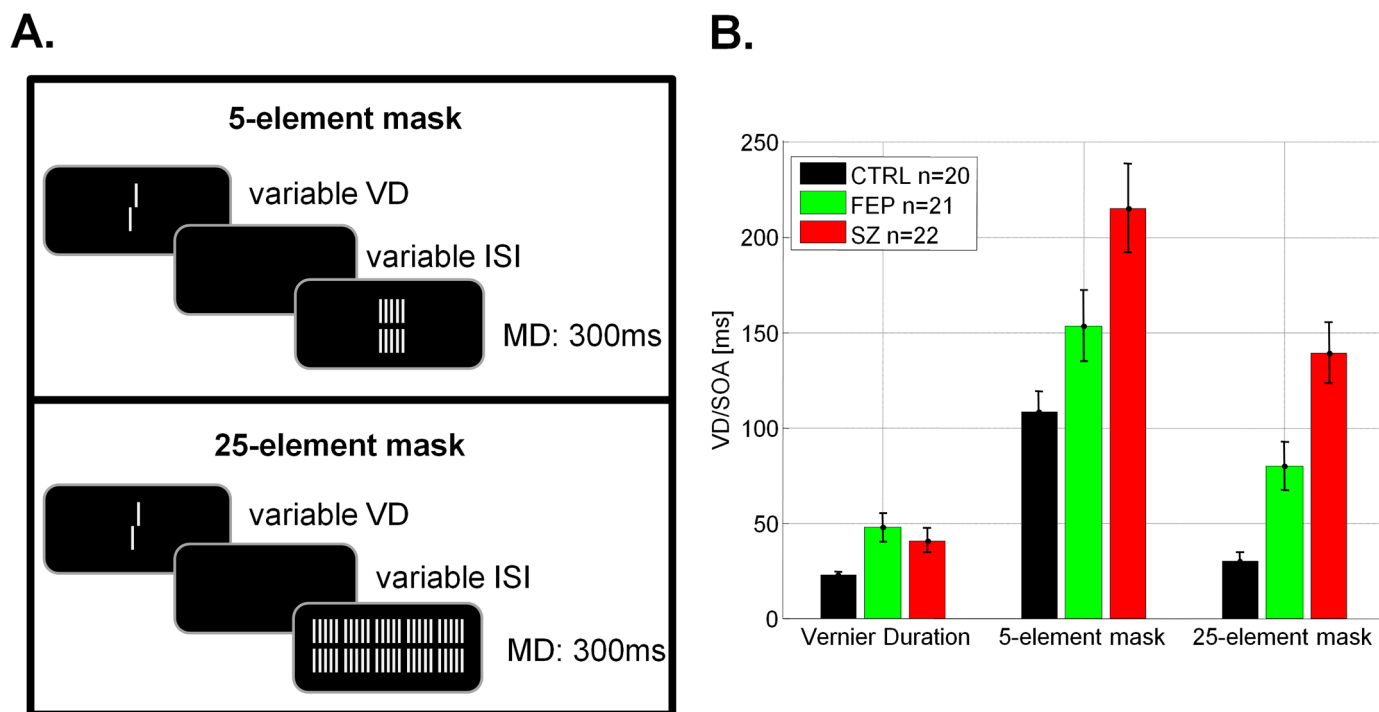 A.
5-element mask
variable VD
variable ISI
MD: 300ms
25-element mask
variable VD
variable ISI
MD: 300ms
B.
250
200
150
100
50
0
VD/SOA [ms]
CTRL n=20
FEP n=21
SZ n=22
Vernier Duration 5-element mask 25-element mask